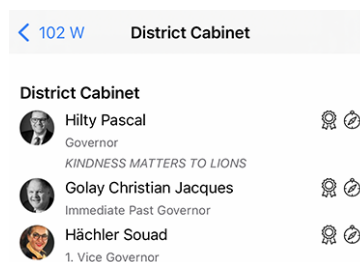 102 W
District Cabinet
District Cabinet
Hilty Pascal
Governor
KINDNESS MATTERS TO LIONS
Golay Christian Jacques
Immediate Past Governor
Hächler Souad
1. Vice Governor